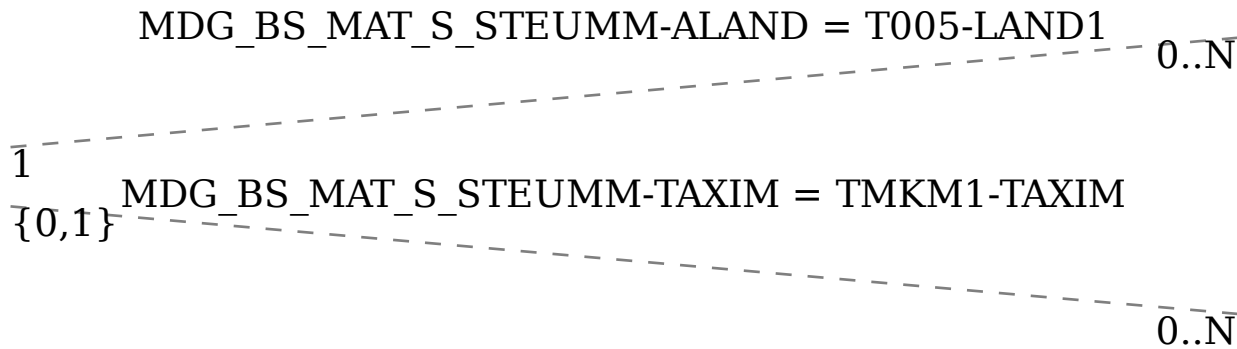 MDG_BS_MAT_S_STEUMM-ALAND = T005-LAND1
0..N
1
MDG_BS_MAT_S_STEUMM-TAXIM = TMKM1-TAXIM
{0,1}
0..N